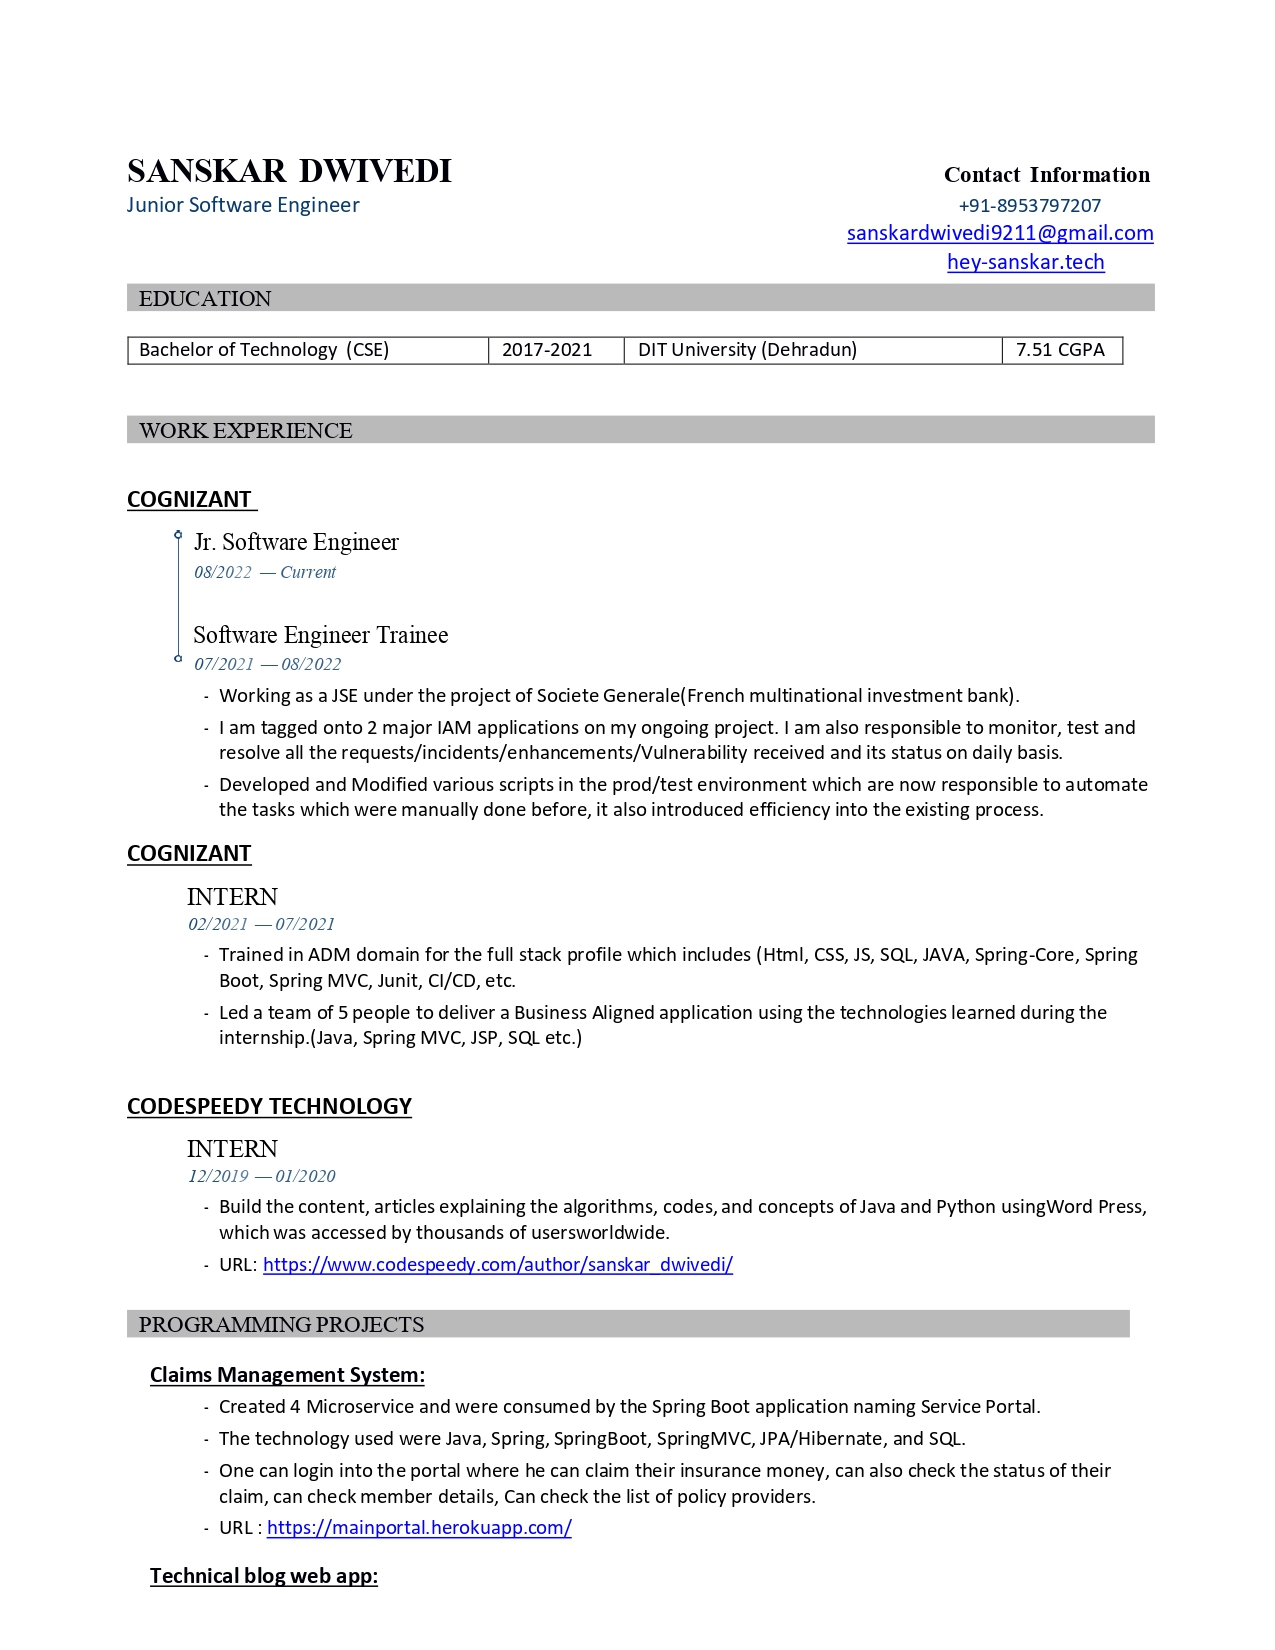 SANSKAR DWIVEDI
Junior Software Engineer
Contact Information
+91-8953797207
sanskardwivedi9211@gmail.com
hey-sanskar.tech
EDUCATION
Bachelor of Technology (CSE) 2017-2021 DIT University (Dehradun) 7.51 CGPA
WORK EXPERIENCE
COGNIZANT
Jr. Software Engineer
08/2022 — Current
Software Engineer Trainee
07/2021 — 08/2022
- Working as a JSE under the project of Societe Generale(French multinational investment bank).
- I am tagged onto 2 major IAM applications on my ongoing project. I am also responsible to monitor, test and
resolve all the requests/incidents/enhancements/Vulnerability received and its status on daily basis.
- Developed and Modified various scripts in the prod/test environment which are now responsible to automate
the tasks which were manually done before, it also introduced efficiency into the existing process.
COGNIZANT
INTERN
02/2021 — 07/2021
- Trained in ADM domain for the full stack profile which includes (Html, CSS, JS, SQL, JAVA, Spring-Core, Spring
Boot, Spring MVC, Junit, CI/CD, etc.
- Led a team of 5 people to deliver a Business Aligned application using the technologies learned during the
internship.(Java, Spring MVC, JSP, SQL etc.)
CODESPEEDY TECHNOLOGY
INTERN
12/2019 — 01/2020
- Build the content, articles explaining the algorithms, codes, and concepts of Java and Python usingWord Press,
which was accessed by thousands of usersworldwide.
- URL: https://www.codespeedy.com/author/sanskar_dwivedi/
PROGRAMMING PROJECTS
Claims Management System:
- Created 4 Microservice and were consumed by the Spring Boot application naming Service Portal.
- The technology used were Java, Spring, SpringBoot, SpringMVC, JPA/Hibernate, and SQL.
- One can login into the portal where he can claim their insurance money, can also check the status of their
claim, can check member details, Can check the list of policy providers.
- URL : https://mainportal.herokuapp.com/
Technical blog web app: